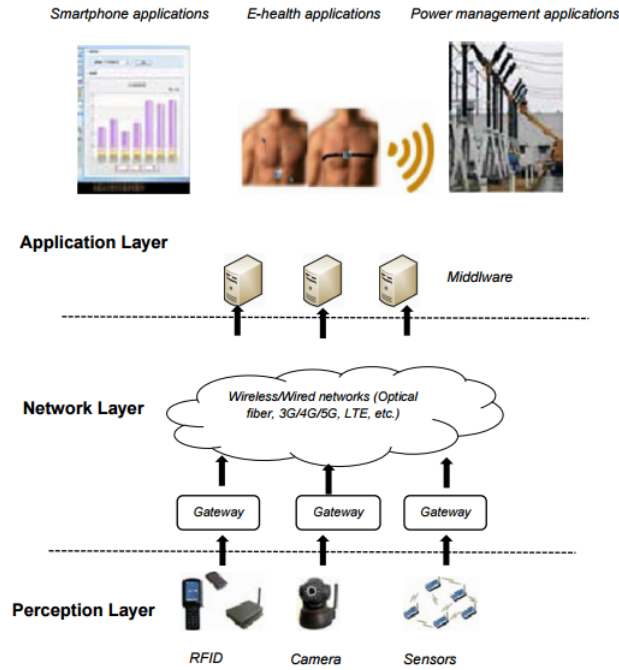 Smartphone applications
E-health applications
Power management applications
Application Layer
Middlware
Network Layer
Wireless/Wired networks (Optical
fiber, 3G/4G/5G, LTE, etc.)
Gateway
Gateway
Gateway
Perception Layer
RFID
Camera
Sensors